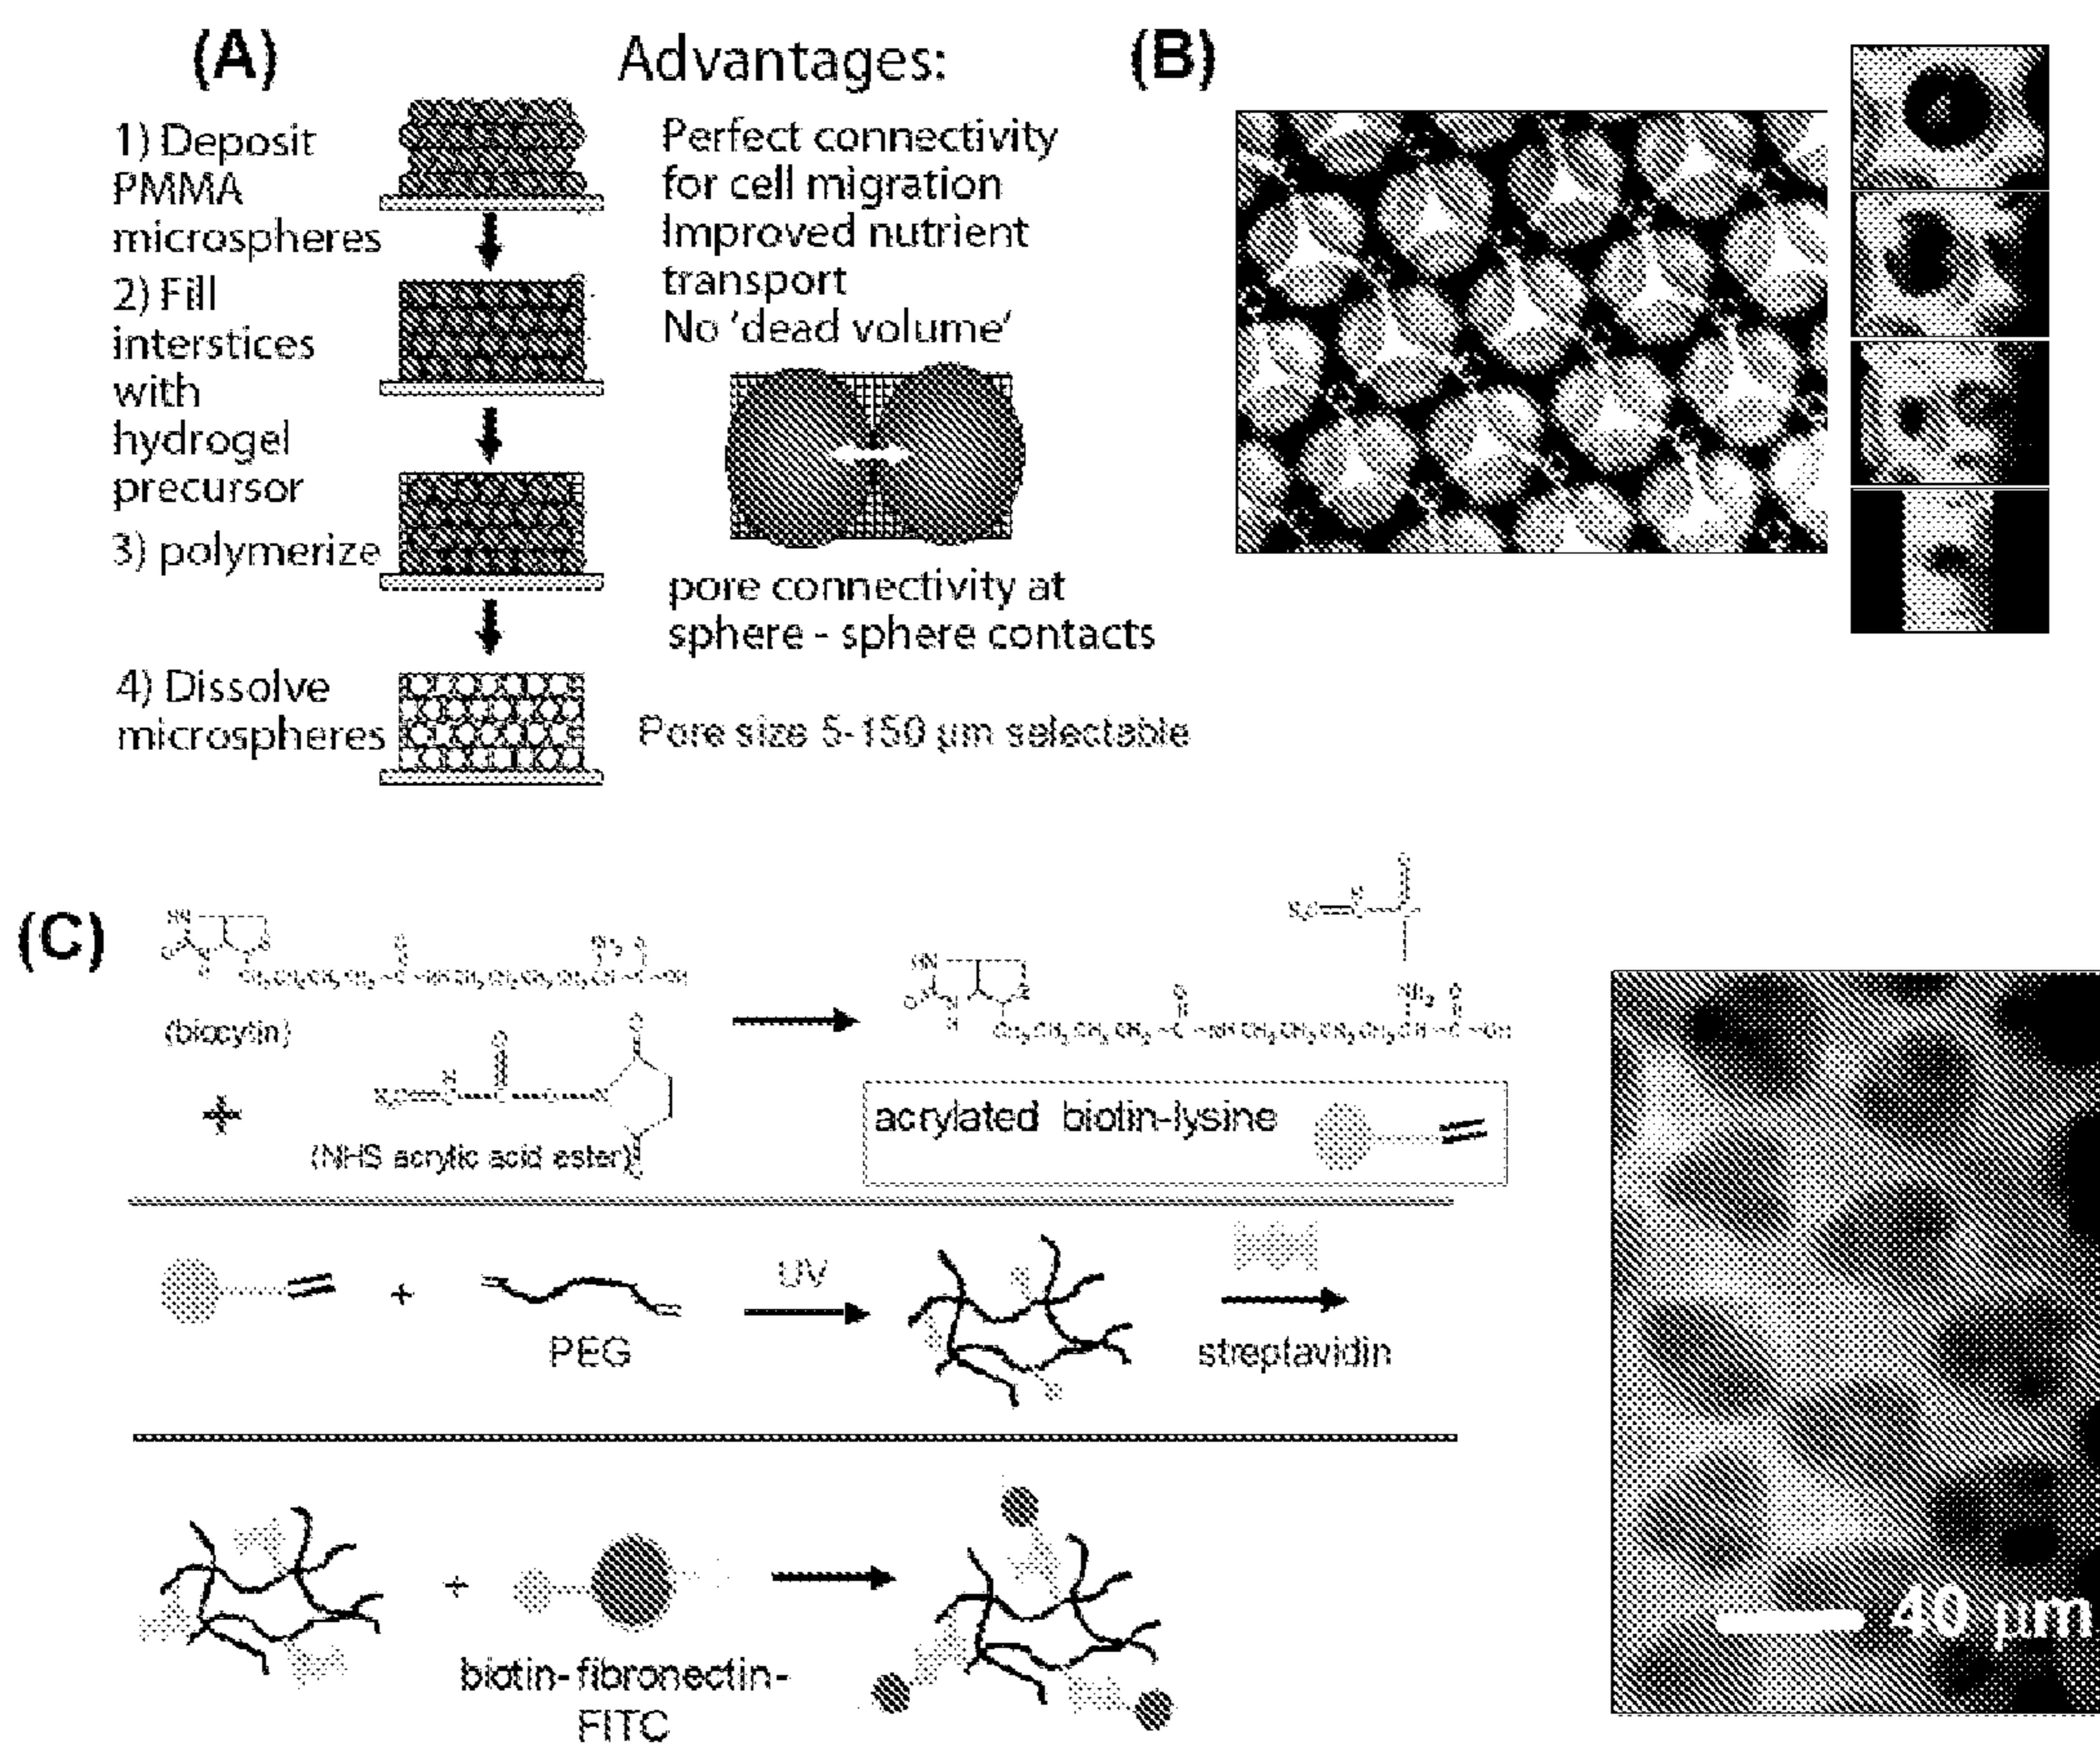 (A)
Advantages:
1) Deposit
PMMA
microspheres
2) Fill
interstices
with
hydrogel
precursor
3) polymerize
4) Dissolve
microspheres
Perfect connectivity
for cell migration
Improved nutrient
transport
No 'dead volume'
pore connectivity at
sphere - sphere contacts
Pore size 5-150 µm selectable
(B)
(C)
(biocytin)
+
(NHS acrylic acid ester)
acrylated biotin-lysine
+
PEG
UV
streptavidin
+
biotin-fibronectin-
FITC
40 µm